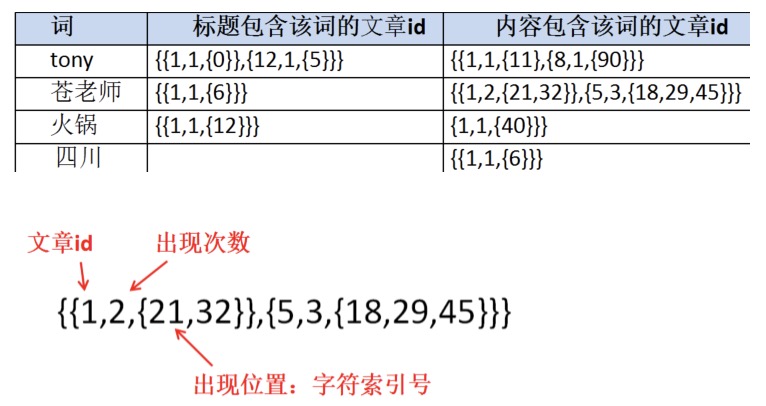 词 标题包含该词的文章id 内容包含该词的文章id
tony {{1,1,{0}},{12,1,{5}}} {{1,1,{11},{8,1,{90}}}
苍老师 {{1,1,{6}}} {{1,2,{21,32}},{5,3,{18,29,45}}}
火锅 {{1,1,{12}}} {1,1,{40}}}
四川 {{1,1,{6}}}
文章id 出现次数
{{1,2,{21,32}},{5,3,{18,29,45}}}
出现位置：字符索引号